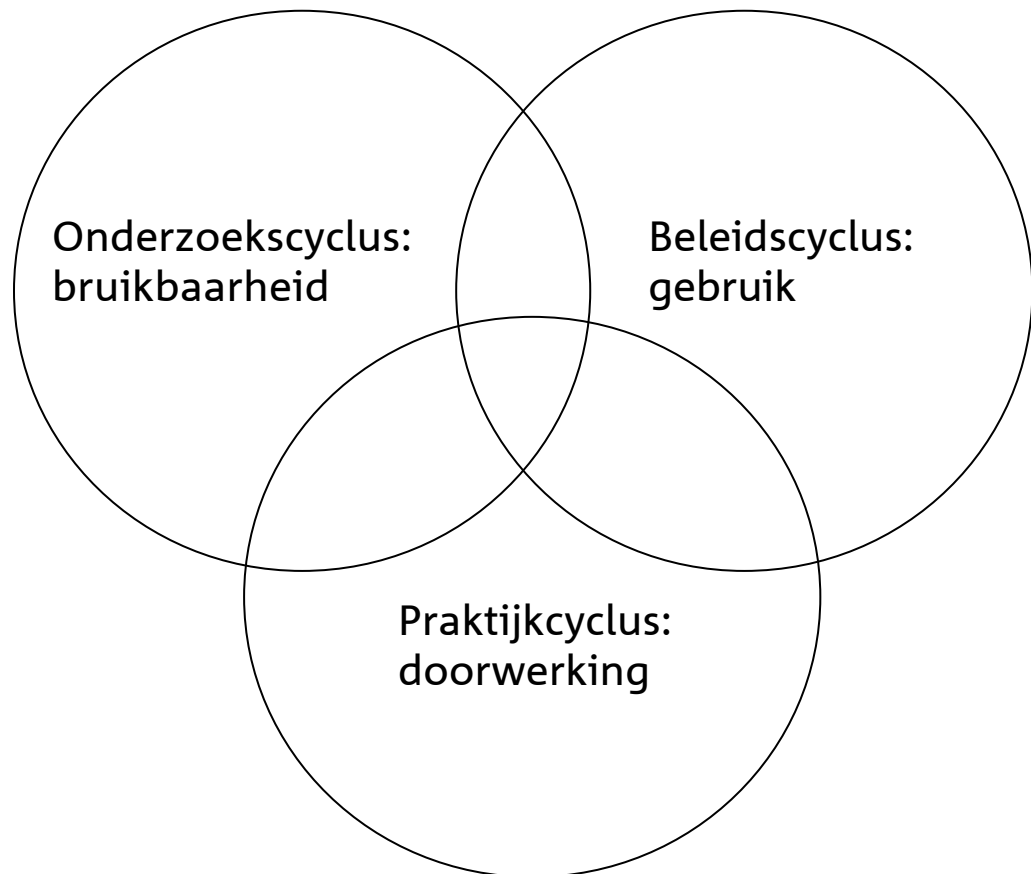 Onderzoekscyclus:
bruikbaarheid
Beleidscyclus:
gebruik
Praktijkcyclus:
doorwerking